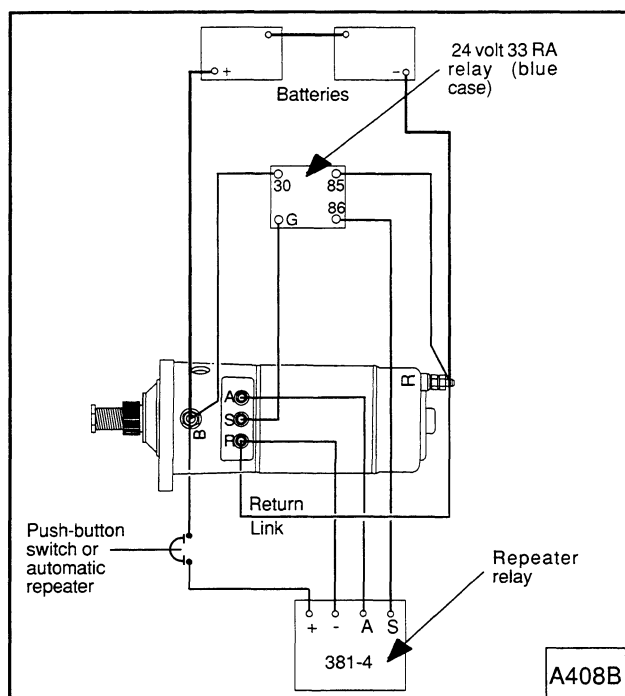 +
-
Batteries
24 volt 33 RA
relay (blue
case)
30
85
86
G
A
S
R
B
R
Return
Link
Push-button
switch or
automatic
repeater
Repeater
relay
+ - A S
381-4
A408B